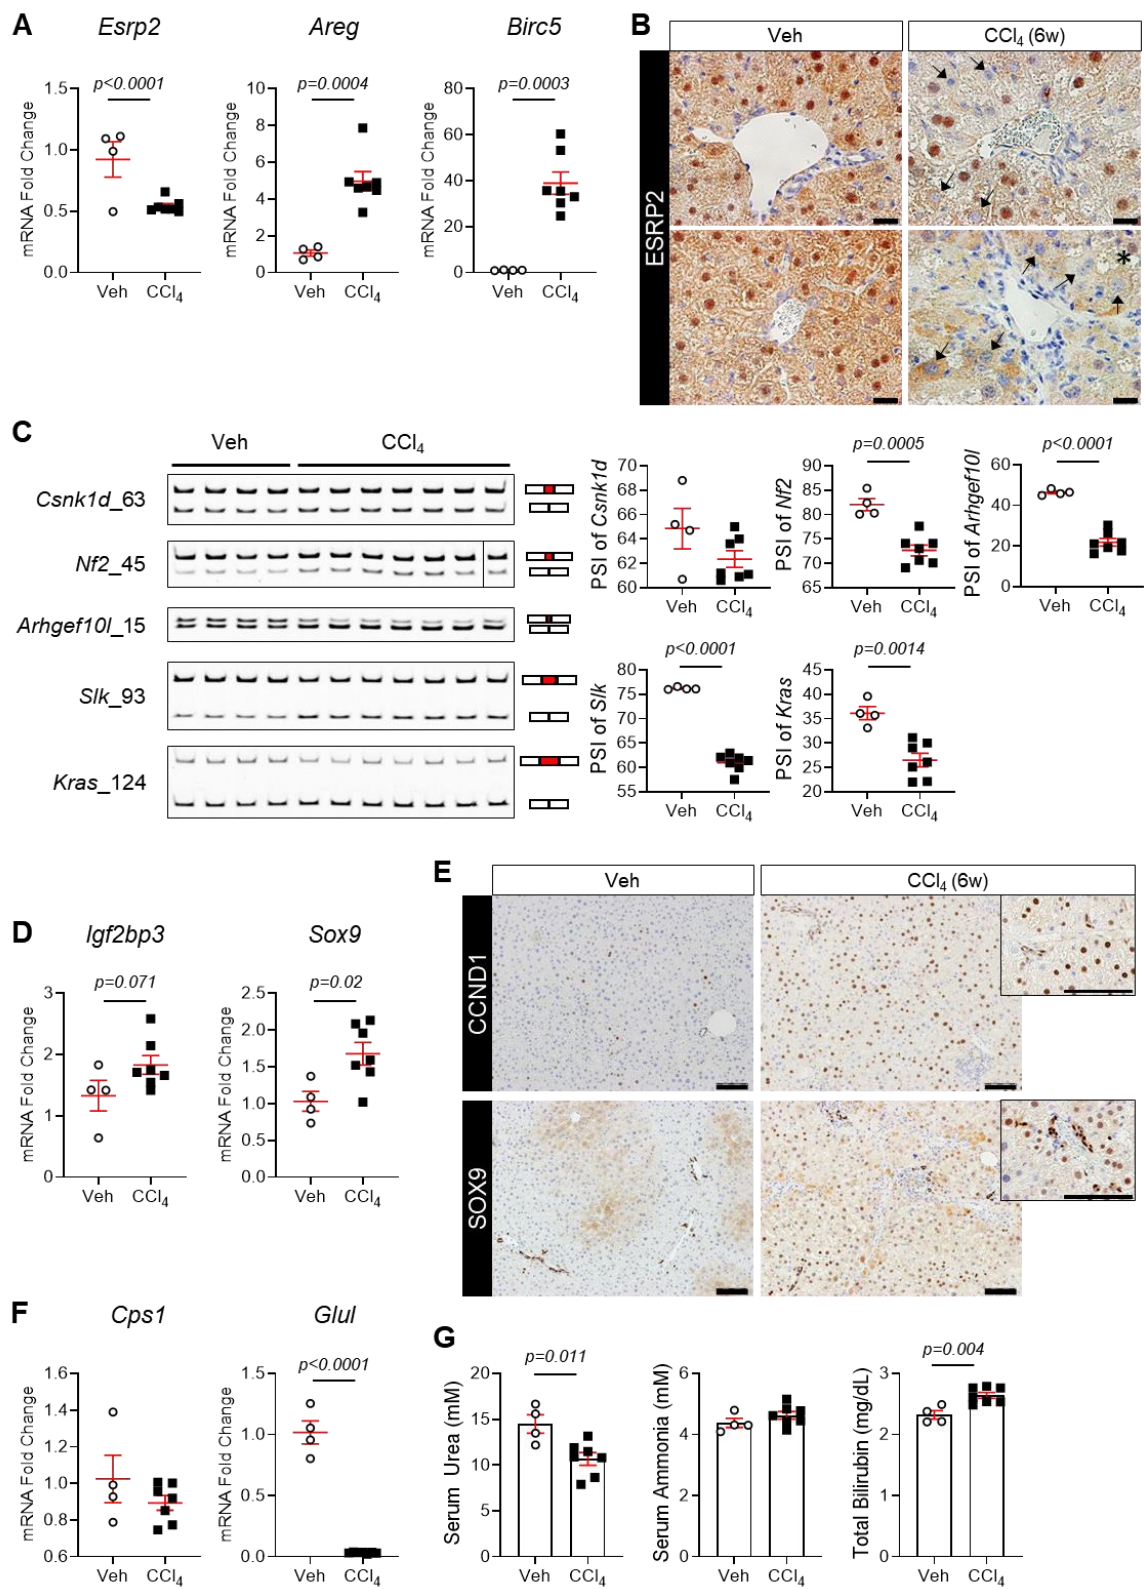 A
Esrp2
Areg
Birc5
p<0.0001
p=0.0004
p=0.0003
mRNA Fold Change
1.5
1.0
0.5
0.0
Veh
CCl₄
mRNA Fold Change
10
8
6
4
2
0
Veh
CCl₄
mRNA Fold Change
80
60
40
20
0
Veh
CCl₄
B
Veh
CCl₄ (6w)
ESRP2
*
C
Veh
CCl₄
Csnk1d_63
Nf2_45
Arhgef10l_15
Slk_93
Kras_124
PSI of Csnk1d
70
68
66
64
62
60
Veh
CCl₄
p=0.0005
PSI of Nf2
90
85
80
75
70
65
Veh
CCl₄
p<0.0001
PSI of Arhgef10l
60
40
20
0
Veh
CCl₄
p<0.0001
PSI of Slk
80
75
70
65
60
55
Veh
CCl₄
p=0.0014
PSI of Kras
45
40
35
30
25
20
Veh
CCl₄
D
Igf2bp3
Sox9
p=0.071
p=0.02
mRNA Fold Change
3
2
1
0
Veh
CCl₄
mRNA Fold Change
2.5
2.0
1.5
1.0
0.5
0.0
Veh
CCl₄
E
Veh
CCl₄ (6w)
CCND1
SOX9
F
Cps1
Glul
mRNA Fold Change
1.6
1.4
1.2
1.0
0.8
0.6
Veh
CCl₄
p<0.0001
mRNA Fold Change
1.5
1.0
0.5
0.0
Veh
CCl₄
G
p=0.011
Serum Urea (mM)
20
15
10
5
0
Veh
CCl₄
Serum Ammonia (mM)
6
4
2
0
Veh
CCl₄
p=0.004
Total Bilirubin (mg/dL)
3
2
1
0
Veh
CCl₄